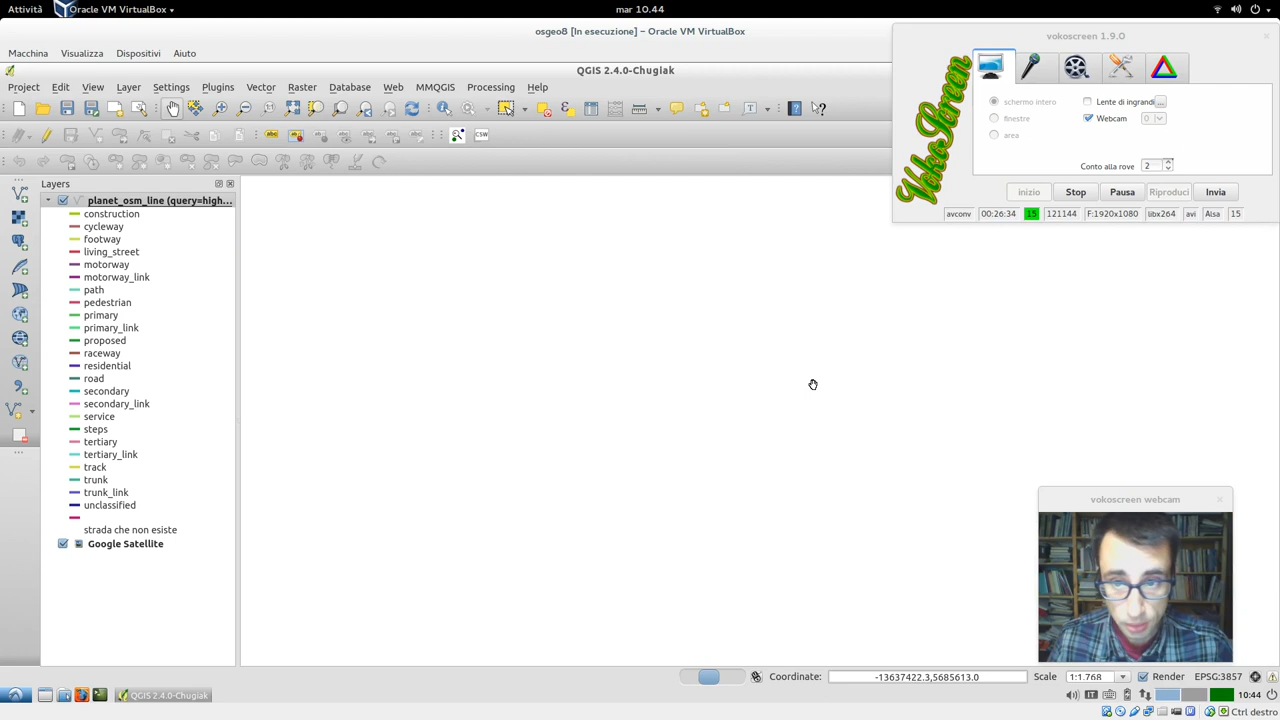 Attività
Oracle VM VirtualBox
mar 10.44
osgeo8 [In esecuzione] – Oracle VM VirtualBox
Macchina Visualizza Dispositivi Aiuto
QGIS 2.4.0-Chugiak
Project Edit View Layer Settings Plugins Vector Raster Database Web MMQGIS Processing Help
CSW
vokoscreen 1.9.0
VokoScreen
schermo intero
finestre
area
Lente di ingrandi ...
Webcam 0
Conto alla rove 2
inizio Stop Pausa Riproduci Invia
avconv 00:26:34 15 121144 F:1920x1080 libx264 avi Alsa 15
Layers
planet_osm_line (query=high...
construction
cycleway
footway
living_street
motorway
motorway_link
path
pedestrian
primary
primary_link
proposed
raceway
residential
road
secondary
secondary_link
service
steps
tertiary
tertiary_link
track
trunk
trunk_link
unclassified
strada che non esiste
Google Satellite
vokoscreen webcam
Coordinate: -13637422.3,5685613.0 Scale 1:1.768 Render EPSG:3857
QGIS 2.4.0-Chugiak
IT
10:44
Ctrl destro